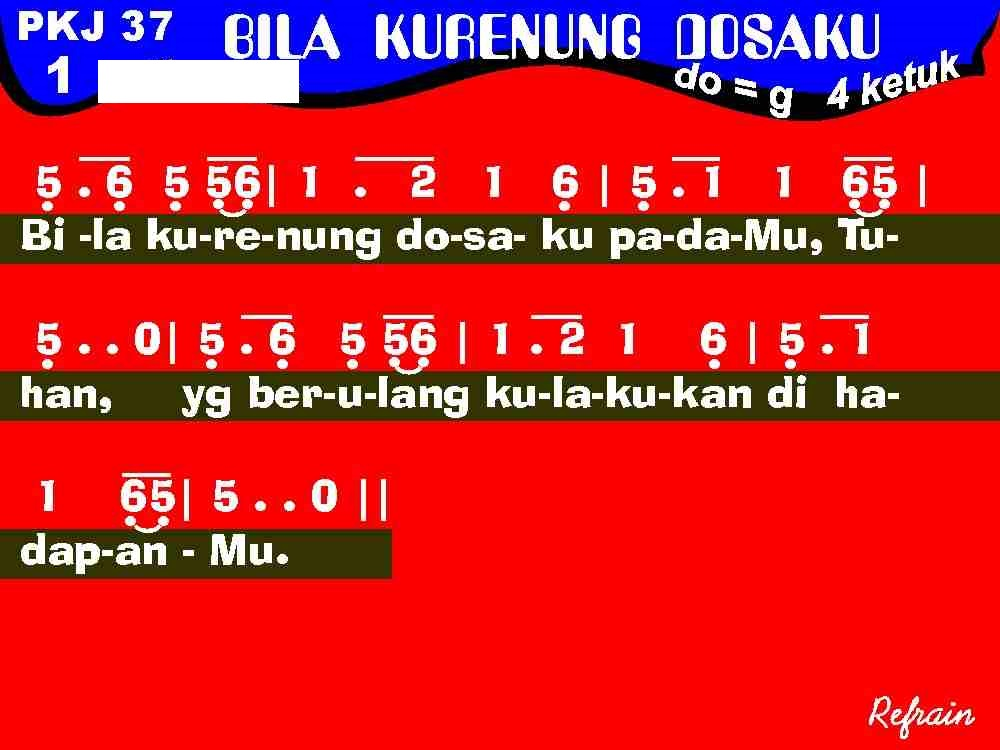 PKJ 37 BILA KURENUNG DOSAKU
1 do = g 4 ketuk
5 . 6 5 56| 1 . 2 1 6 | 5 . 1 1 65 |
Bi -la ku-re-nung do-sa- ku pa-da-Mu, Tu-
5 . . 0| 5 . 6 5 56 | 1 . 2 1 6 | 5 . 1
han, yg ber-u-lang ku-la-ku-kan di ha-
1 65| 5 . . 0 ||
dap-an - Mu.
Refrain